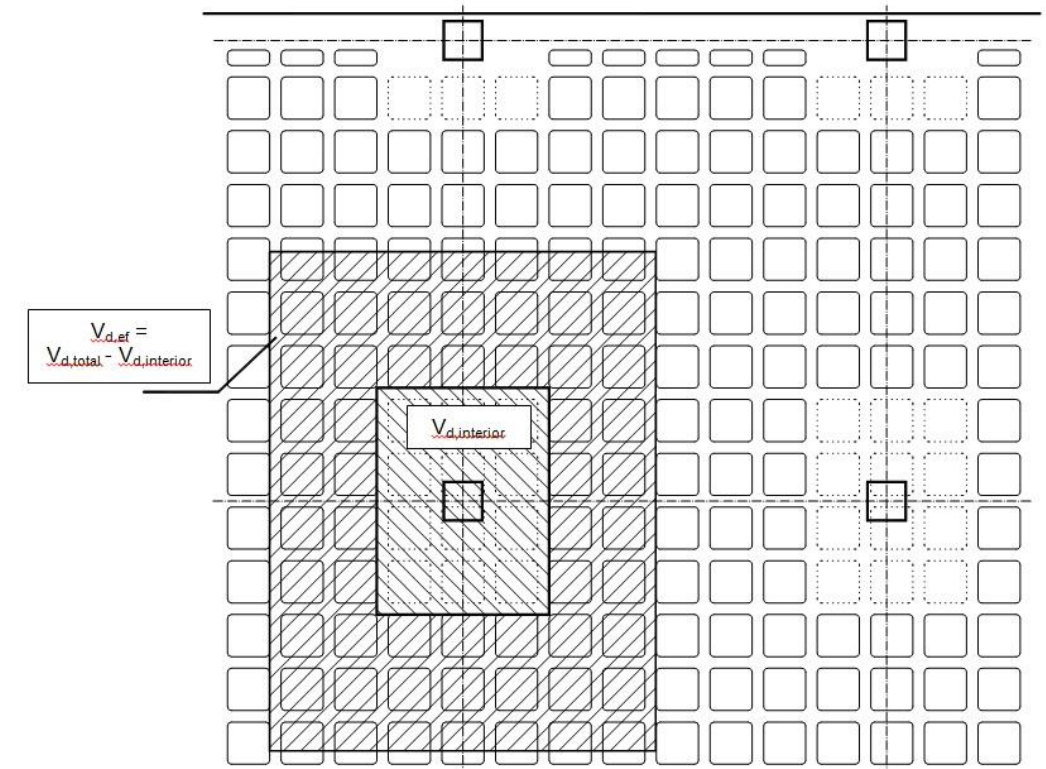 Vd,ef =
Vd,total - Vd,interior
Vd,interior